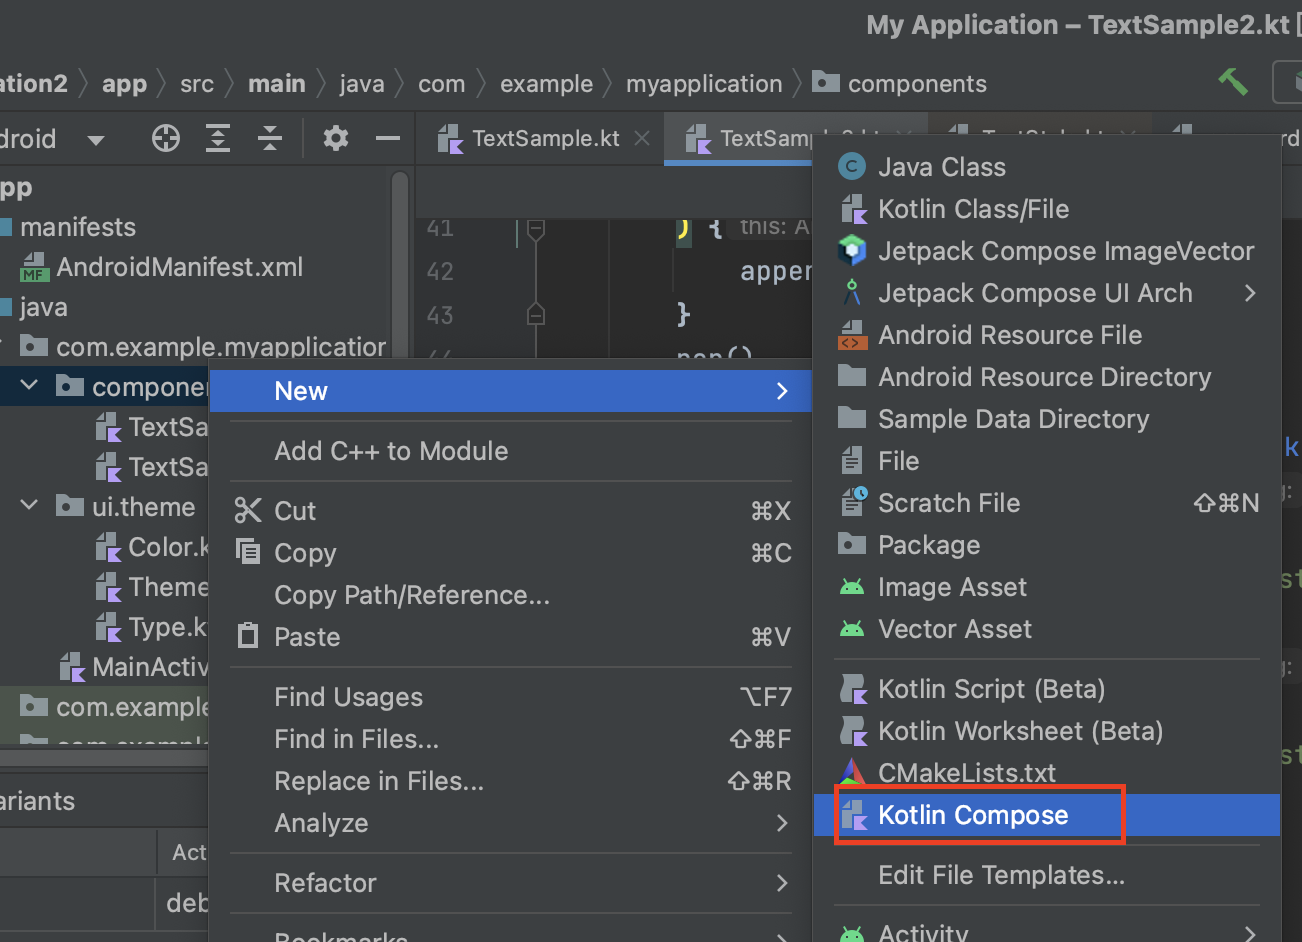 My Application – TextSample2.kt [
ation2 app src main java com example myapplication components
droid
TextSample.kt
pp
manifests
AndroidManifest.xml
java
com.example.myapplication
TextSa
TextSa
ui.theme
Color.k
Theme
Type.k
MainActiv
com.example
ariants
Act
deb
41 ) { this: A
42 apper
43 }
pop()
New
Add C++ to Module
Cut ⌘X
Copy ⌘C
Copy Path/Reference...
Paste ⌘V
Find Usages ⌥F7
Find in Files... ⇧⌘F
Replace in Files... ⇧⌘R
Analyze
Refactor
Bookmarks
Java Class
Kotlin Class/File
Jetpack Compose ImageVector
Jetpack Compose UI Arch
Android Resource File
Android Resource Directory
Sample Data Directory
File
Scratch File ⇧⌘N
Package
Image Asset
Vector Asset
Kotlin Script (Beta)
Kotlin Worksheet (Beta)
CMakeLists.txt
Kotlin Compose
Edit File Templates...
Activity